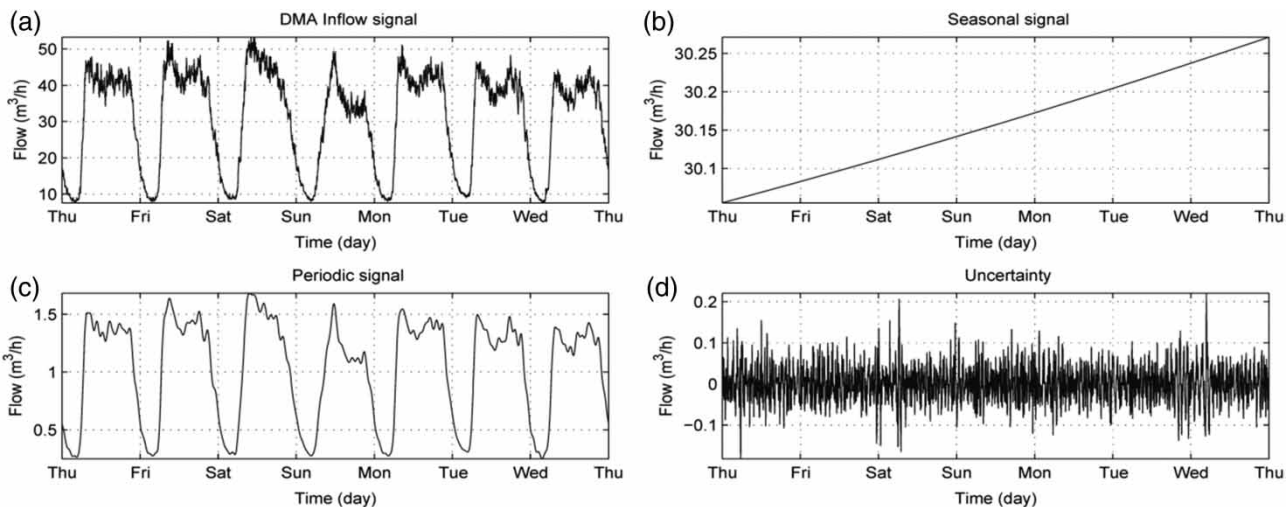 (a)
DMA Inflow signal
Flow (m³/h)
50
40
30
20
10
Thu Fri Sat Sun Mon Tue Wed Thu
Time (day)
(b)
Seasonal signal
Flow (m³/h)
30.25
30.2
30.15
30.1
Thu Fri Sat Sun Mon Tue Wed Thu
Time (day)
(c)
Periodic signal
Flow (m³/h)
1.5
1
0.5
Thu Fri Sat Sun Mon Tue Wed Thu
Time (day)
(d)
Uncertainty
Flow (m³/h)
0.2
0.1
0
−0.1
Thu Fri Sat Sun Mon Tue Wed Thu
Time (day)